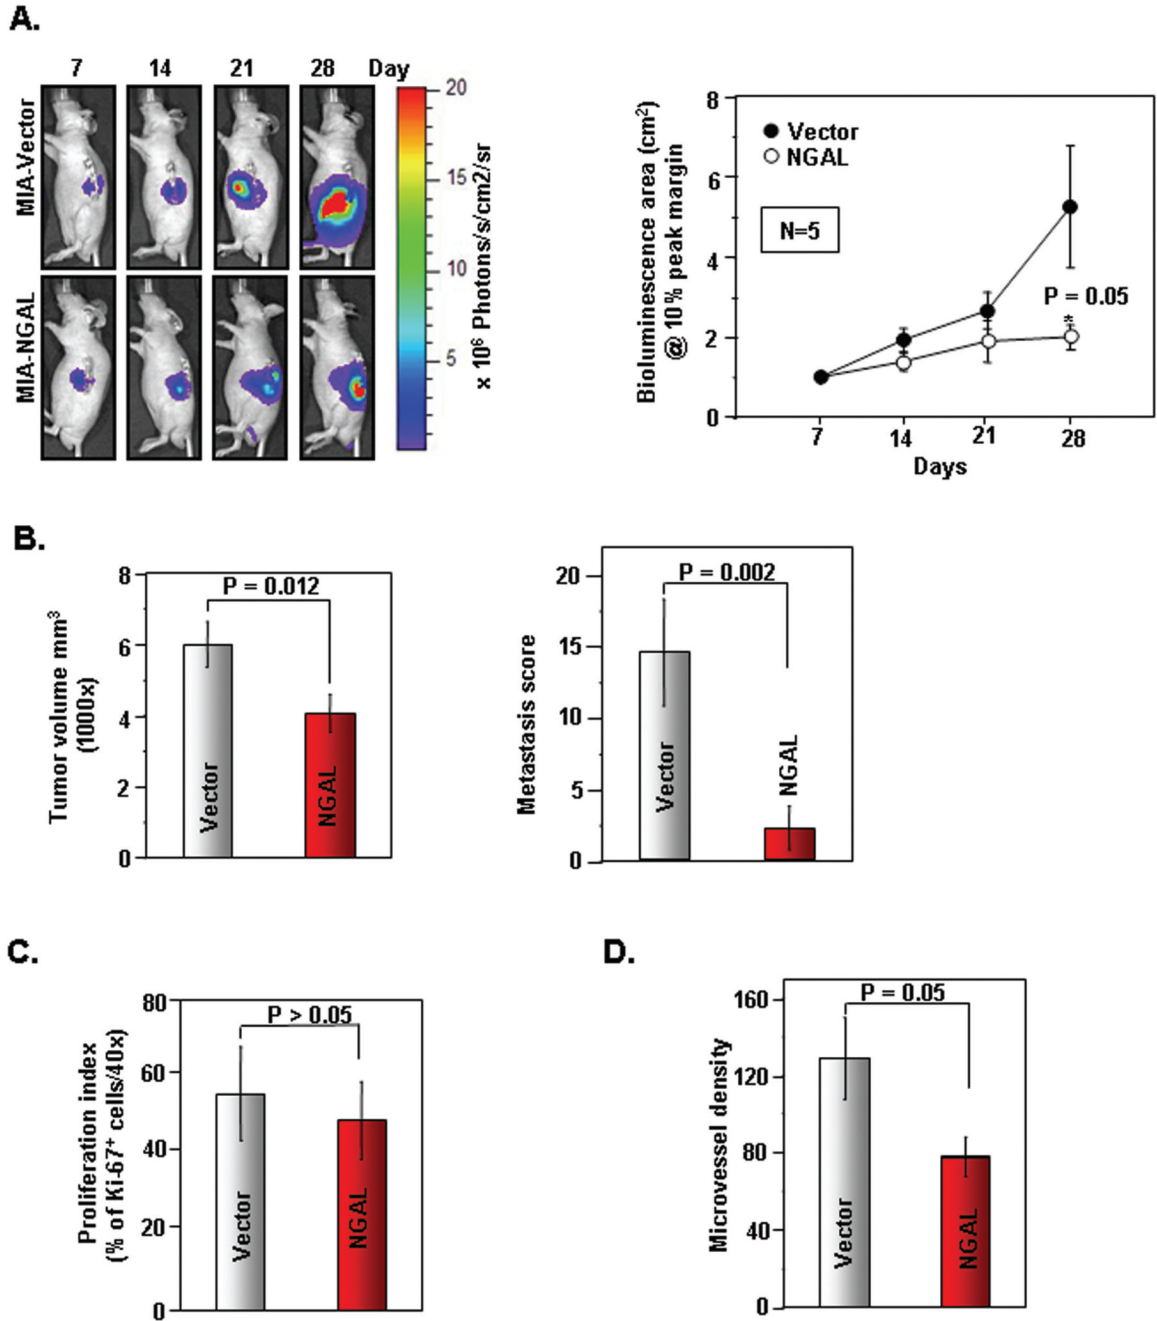 A.
7 14 21 28 Day
MIA-Vector
MIA-NGAL
20
15
10
5
x 10⁶ Photons/s/cm2/sr
Bioluminescence area (cm²)
@ 10% peak margin
8
6
4
2
0
Vector
NGAL
N=5
P = 0.05
*
7 14 21 28
Days
B.
Tumor volume mm³
(1000x)
8
6
4
2
0
P = 0.012
Vector
NGAL
Metastasis score
20
15
10
5
0
P = 0.002
Vector
NGAL
C.
Proliferation index
(% of Ki-67⁺ cells/40x)
80
60
40
20
0
P > 0.05
Vector
NGAL
D.
Microvessel density
160
120
80
40
0
P = 0.05
Vector
NGAL